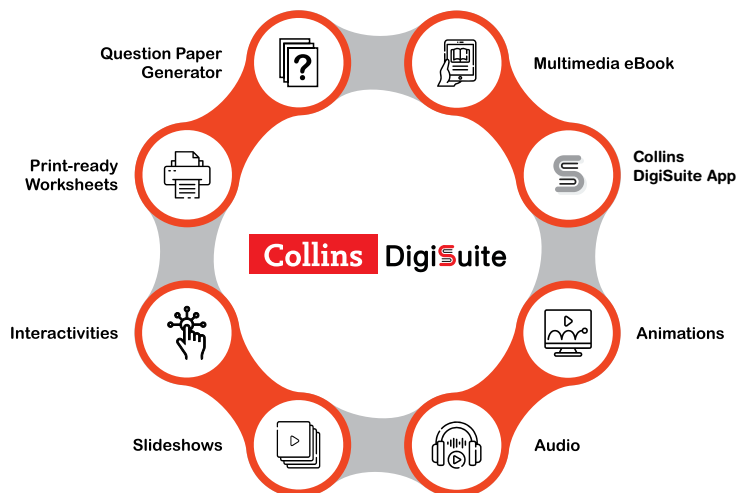 Question Paper
Generator
Multimedia eBook
Print-ready
Worksheets
Collins
DigiSuite App
Collins DigiSuite
Interactivities
Animations
Slideshows
Audio